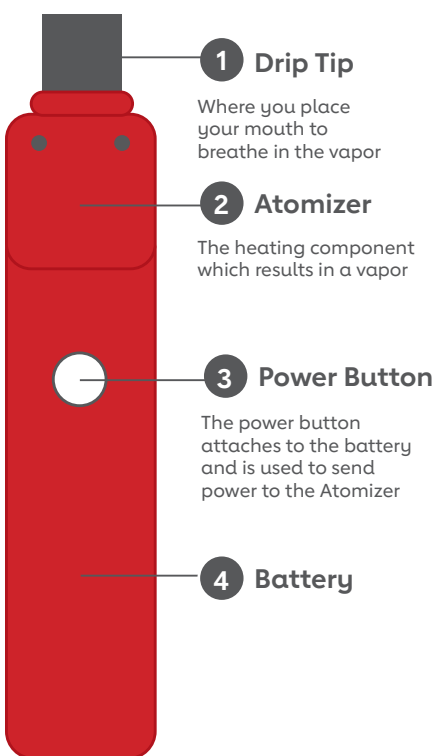 1 Drip Tip
Where you place
your mouth to
breathe in the vapor
2 Atomizer
The heating component
which results in a vapor
3 Power Button
The power button
attaches to the battery
and is used to send
power to the Atomizer
4 Battery